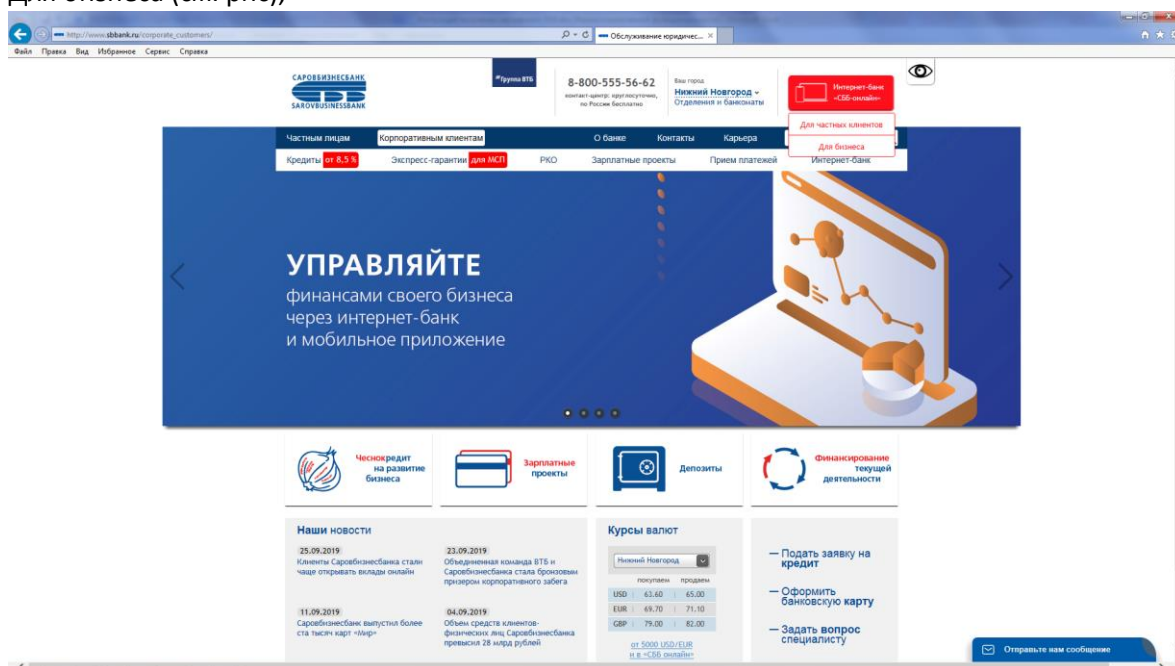 Для бизнеса (см. рис);
http://www.sbbank.ru/corporate_customers/
Обслуживание юридичес...
Файл Правка Вид Избранное Сервис Справка
САРОВБИЗНЕСБАНК
SAROVBUSINESSBANK
Группа ВТБ
8-800-555-56-62
контакт-центр: круглосуточно,
по России бесплатно
Ваш город
Нижний Новгород
Отделения и банкоматы
Интернет-банк
«СББ-онлайн»
Для частных клиентов
Для бизнеса
Частным лицам Корпоративным клиентам О банке Контакты Карьера
Кредиты от 8,5 % Экспресс-гарантии для МСП РКО Зарплатные проекты Прием платежей Интернет-банк
УПРАВЛЯЙТЕ
финансами своего бизнеса
через интернет-банк
и мобильное приложение
Чеснокредит
на развитие
бизнеса
Зарплатные
проекты
Депозиты
Финансирование
текущей
деятельности
Наши новости
25.09.2019
Клиенты Саровбизнесбанка стали
чаще открывать вклады онлайн
23.09.2019
Объединенная команда ВТБ и
Саровбизнесбанка стала бронзовым
призером корпоративного забега
11.09.2019
Саровбизнесбанк выпустил более
ста тысяч карт «Мир»
04.09.2019
Объем средств клиентов-
физических лиц Саровбизнесбанка
превысил 28 млрд рублей
Курсы валют
Нижний Новгород
покупаем продаем
USD 63.60 65.00
EUR 69.70 71.10
GBP 79.00 82.00
от 5000 USD/EUR
и в «СББ онлайн»
— Подать заявку на
кредит
— Оформить
банковскую карту
— Задать вопрос
специалисту
Отправьте нам сообщение